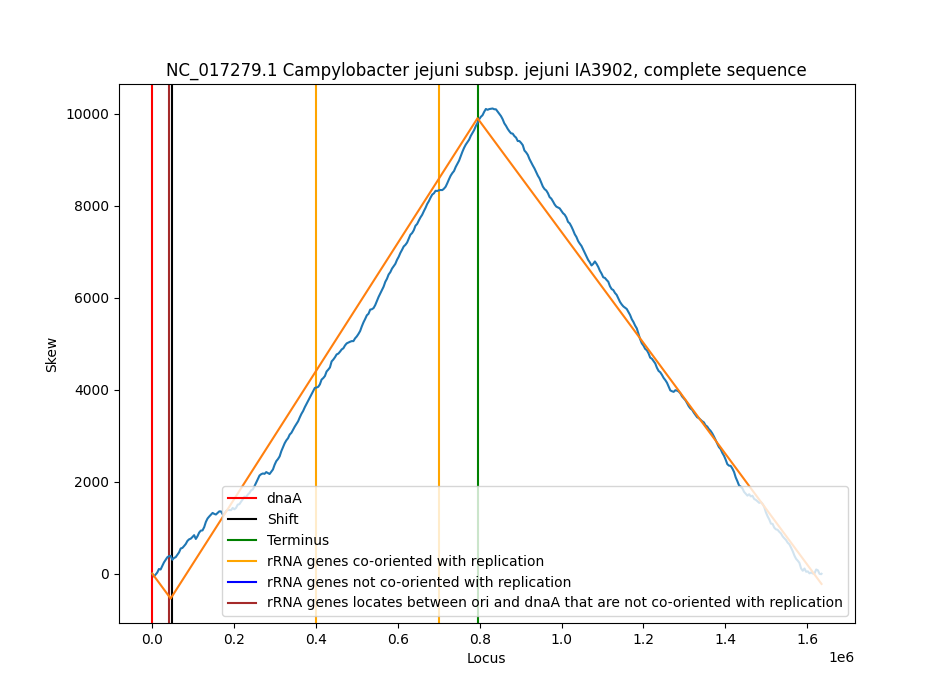 NC_017279.1 Campylobacter jejuni subsp. jejuni IA3902, complete sequence
10000
8000
6000
4000
2000
0
Skew
dnaA
Shift
Terminus
rRNA genes co-oriented with replication
rRNA genes not co-oriented with replication
rRNA genes locates between ori and dnaA that are not co-oriented with replication
0.0 0.2 0.4 0.6 0.8 1.0 1.2 1.4 1.6
Locus
1e6